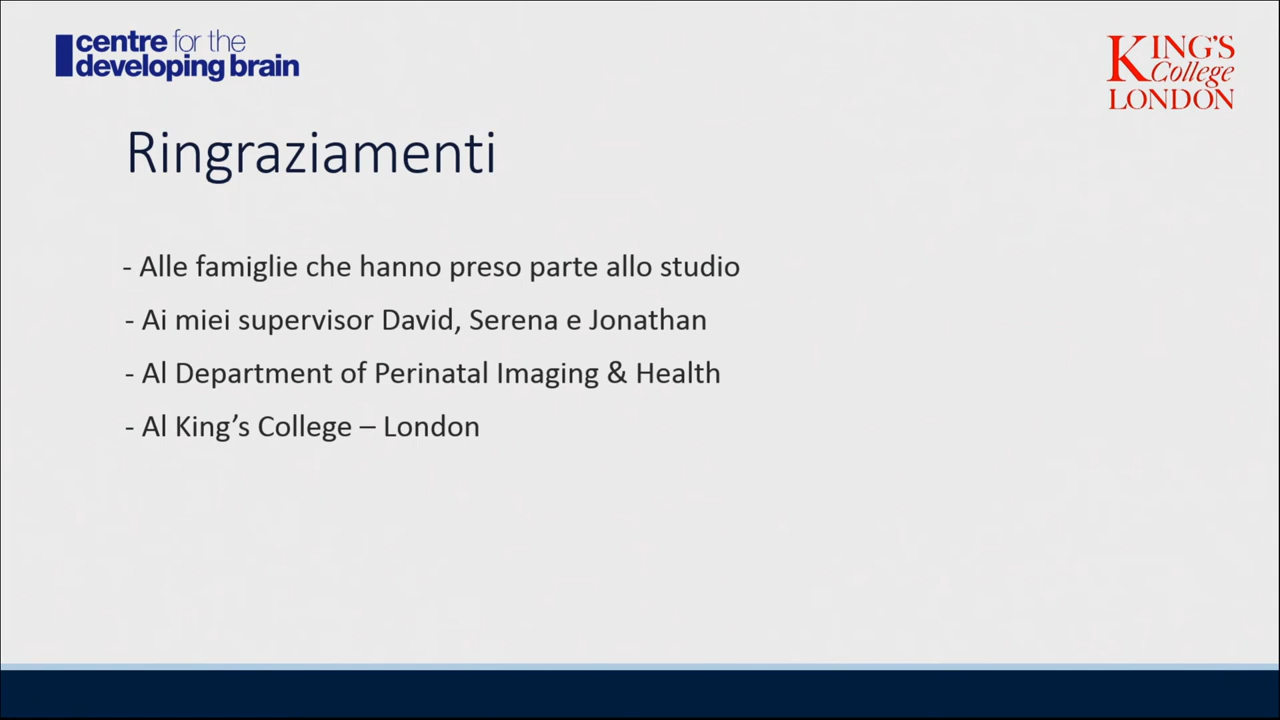 centre for the
developing brain
KING'S
College
LONDON
Ringraziamenti
- Alle famiglie che hanno preso parte allo studio
- Ai miei supervisor David, Serena e Jonathan
- Al Department of Perinatal Imaging & Health
- Al King’s College – London